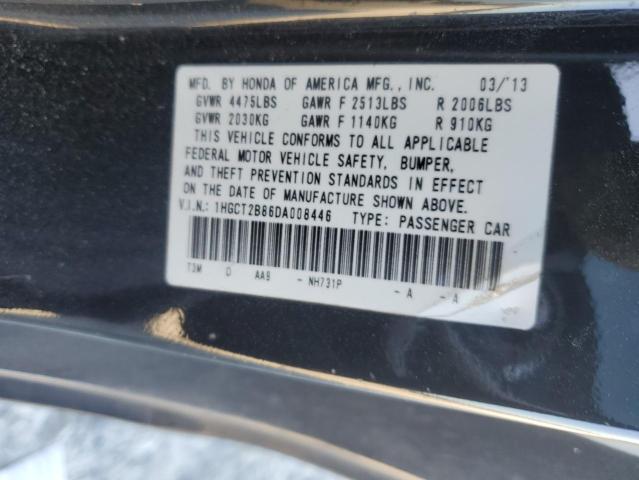 MFD. BY HONDA OF AMERICA MFG., INC. 03/'13
GVWR 4475LBS GAWR F 2513LBS R 2006LBS
GVWR 2030KG GAWR F 1140KG R 910KG
THIS VEHICLE CONFORMS TO ALL APPLICABLE
FEDERAL MOTOR VEHICLE SAFETY, BUMPER,
AND THEFT PREVENTION STANDARDS IN EFFECT
ON THE DATE OF MANUFACTURE SHOWN ABOVE.
V.I.N.: 1HGCT2B86DA008446 TYPE: PASSENGER CAR
T3M 0 AA9 - NH731P - A - A